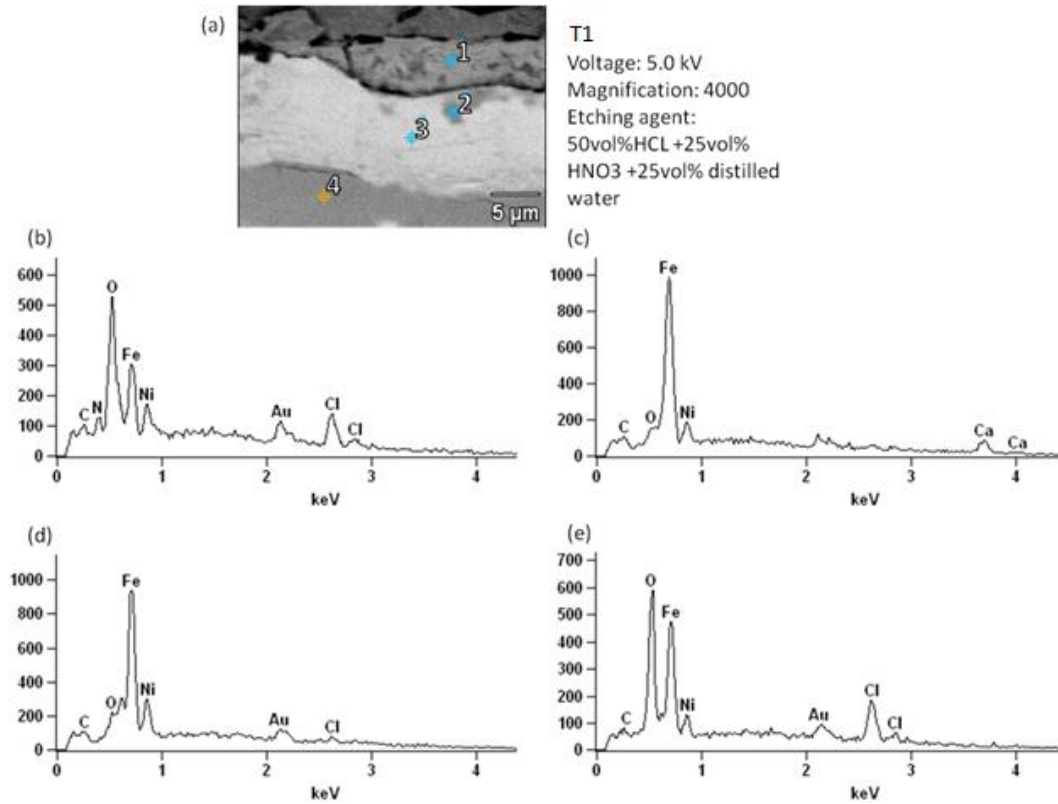 (a)
1
2
3
4
5 µm
T1
Voltage: 5.0 kV
Magnification: 4000
Etching agent:
50vol%HCL +25vol%
HNO3 +25vol% distilled
water
(b)
600
500
400
300
200
100
0
O
Fe
Ni
C
N
Au
Cl
Cl
0
1
2
3
4
keV
(c)
1000
800
600
400
200
0
Fe
C
O
Ni
Ca
Ca
0
1
2
3
4
keV
(d)
1000
800
600
400
200
0
Fe
C
O
Ni
Au
Cl
0
1
2
3
4
keV
(e)
700
600
500
400
300
200
100
0
O
Fe
C
Ni
Au
Cl
Cl
0
1
2
3
4
keV